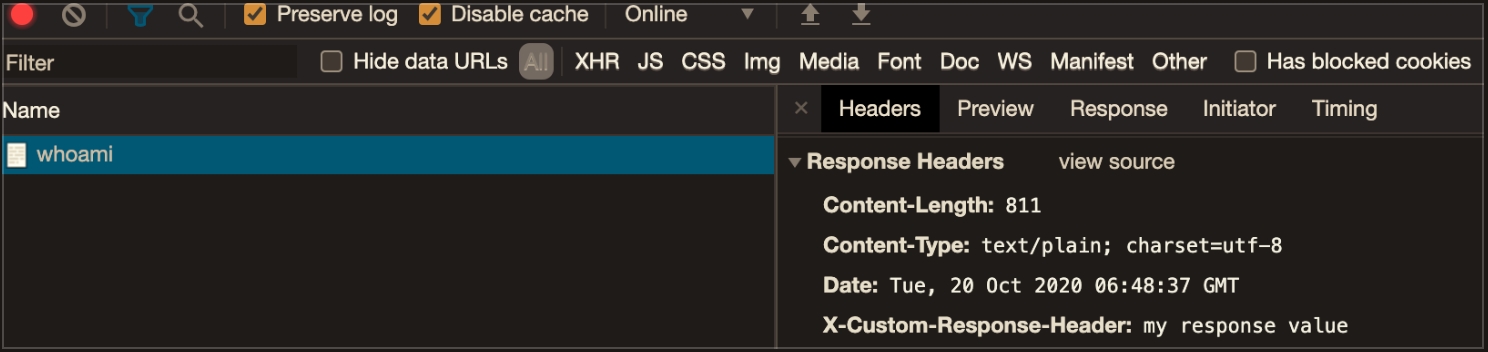 Preserve log Disable cache Online
Filter Hide data URLs All XHR JS CSS Img Media Font Doc WS Manifest Other Has blocked cookies
Name
whoami
× Headers Preview Response Initiator Timing
Response Headers view source
Content-Length: 811
Content-Type: text/plain; charset=utf-8
Date: Tue, 20 Oct 2020 06:48:37 GMT
X-Custom-Response-Header: my response value